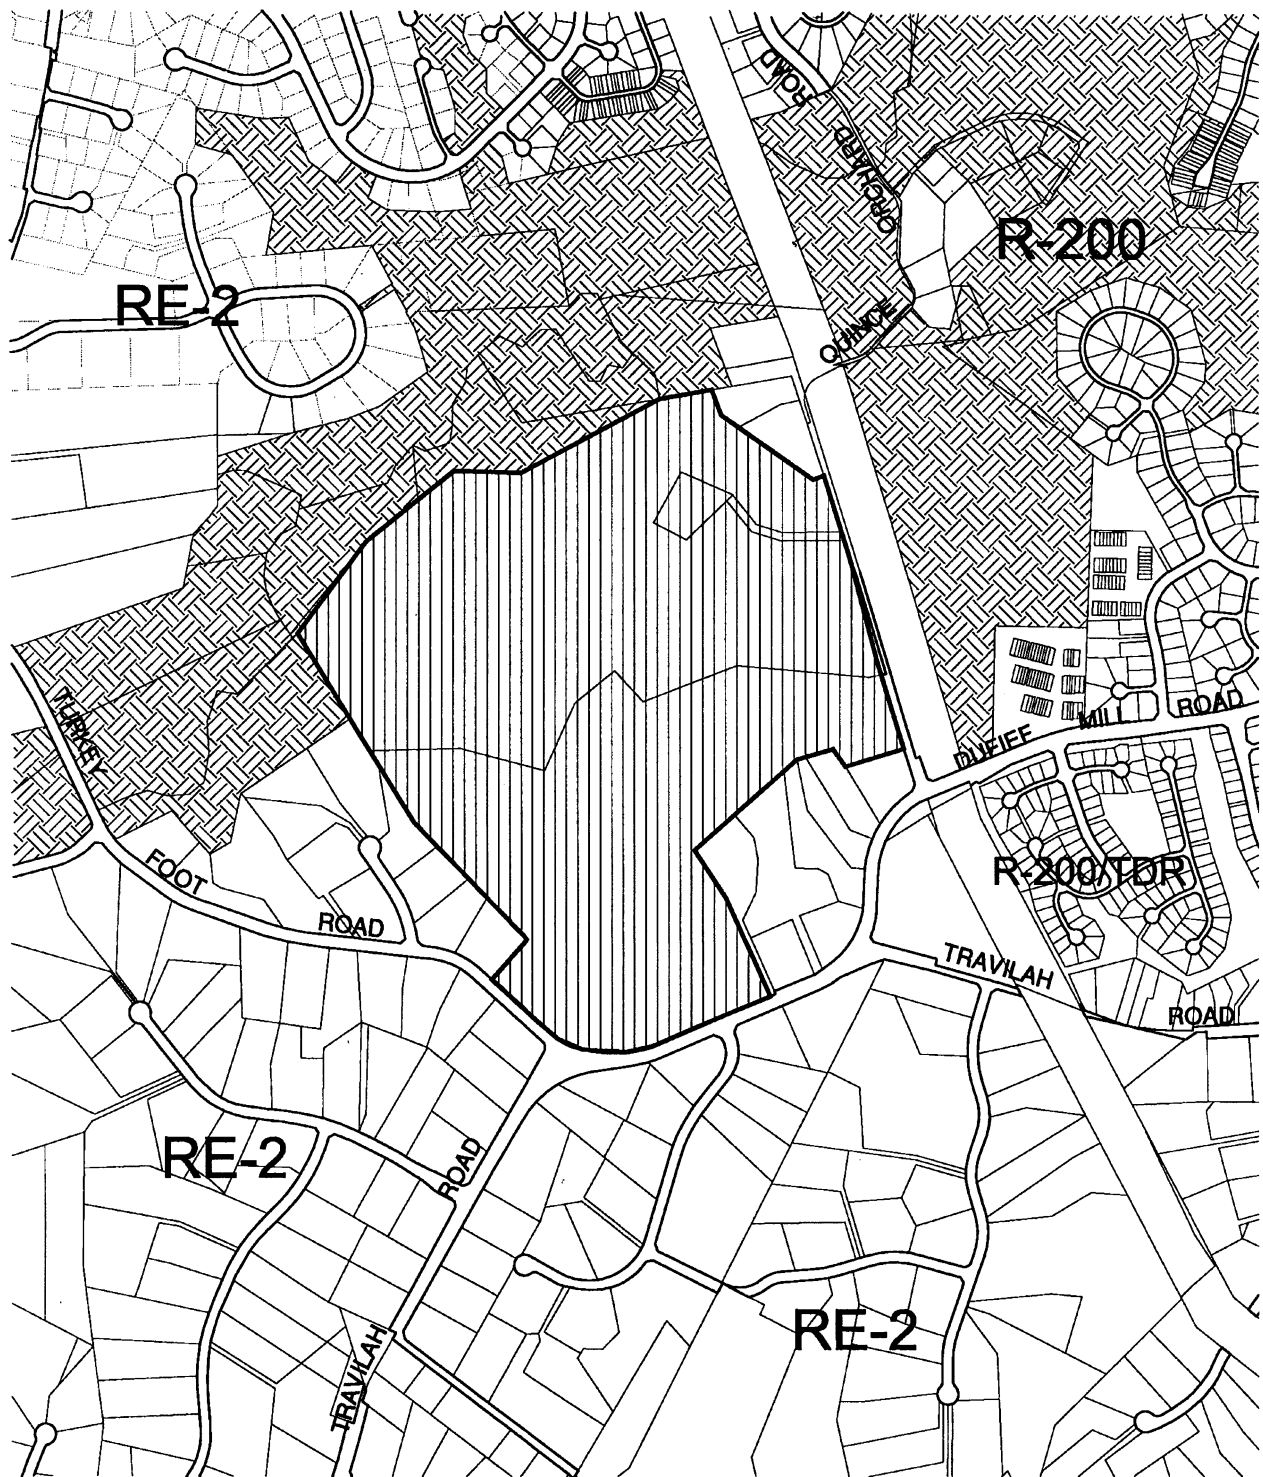 ROAD
ORCHARD
QUINCE
R-200
RE-2
TURKEY
FOOT
ROAD
DUFIEF
MILL
ROAD
R-200/TDR
TRAVILAH
ROAD
RE-2
ROAD
TRAVILAH
RE-2